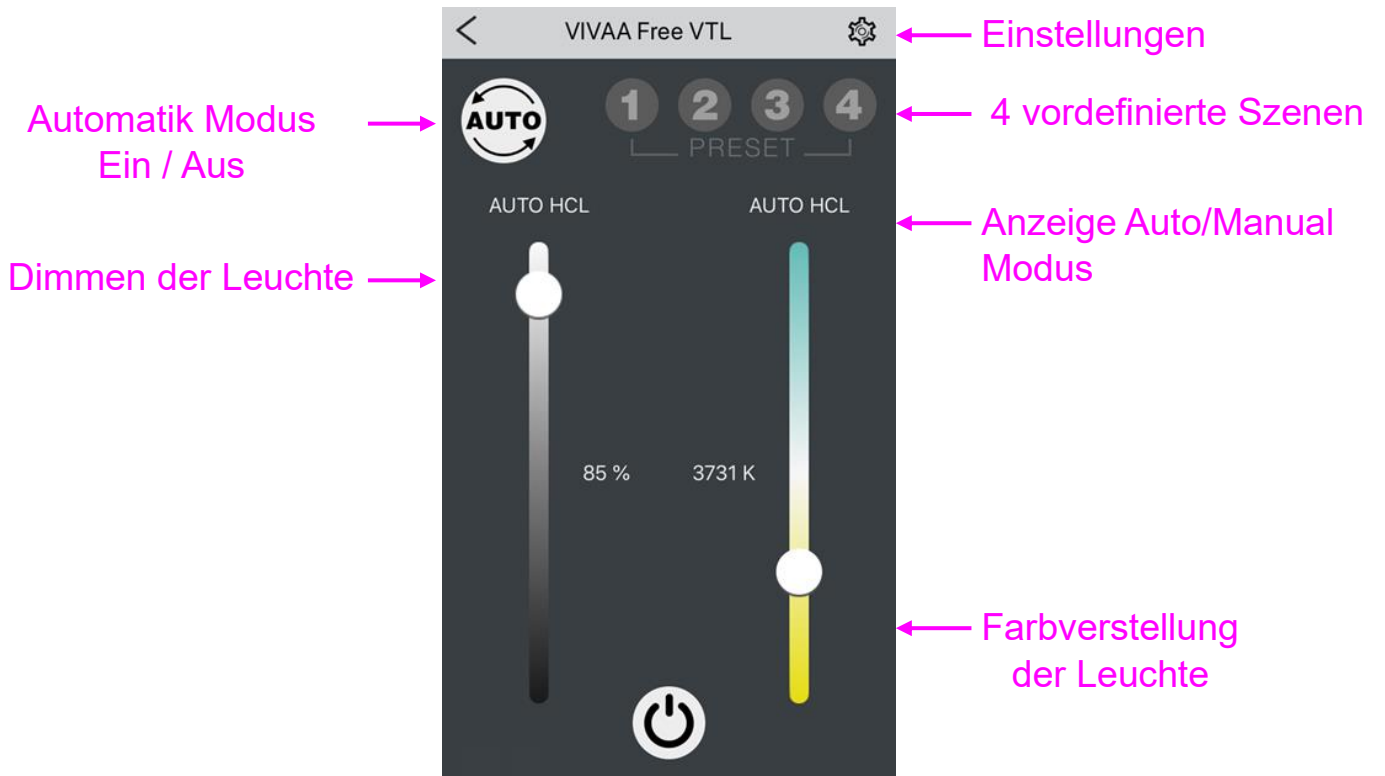 VIVAA Free VTL
Einstellungen
Automatik Modus
Ein / Aus
AUTO
1 2 3 4
PRESET
4 vordefinierte Szenen
AUTO HCL
AUTO HCL
Anzeige Auto/Manual
Modus
Dimmen der Leuchte
85 %
3731 K
Farbverstellung
der Leuchte